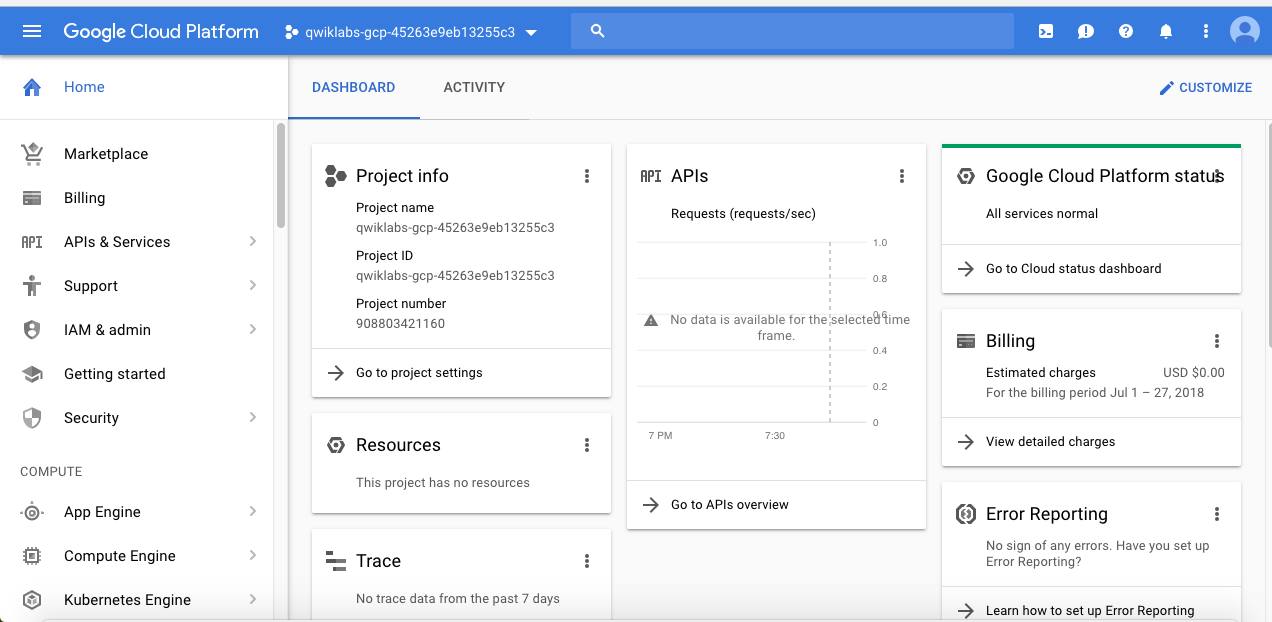 Google Cloud Platform
qwiklabs-gcp-45263e9eb13255c3
Home
DASHBOARD
ACTIVITY
CUSTOMIZE
Marketplace
Billing
API APIs & Services
Support
IAM & admin
Getting started
Security
COMPUTE
App Engine
Compute Engine
Kubernetes Engine
Project info
Project name
qwiklabs-gcp-45263e9eb13255c3
Project ID
qwiklabs-gcp-45263e9eb13255c3
Project number
908803421160
Go to project settings
Resources
This project has no resources
Trace
No trace data from the past 7 days
API APIs
Requests (requests/sec)
1.0
0.8
0.6
No data is available for the selected time
frame.
0.4
0.2
0
7 PM 7:30
Go to APIs overview
Google Cloud Platform status
All services normal
Go to Cloud status dashboard
Billing
Estimated charges USD $0.00
For the billing period Jul 1 – 27, 2018
View detailed charges
Error Reporting
No sign of any errors. Have you set up
Error Reporting?
Learn how to set up Error Reporting